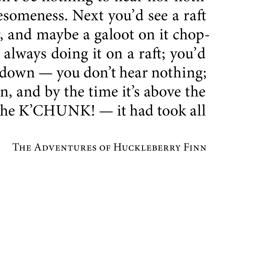 esomeness. Next you’d see a raft
, and maybe a galoot on it chop-
always doing it on a raft; you’d
down — you don’t hear nothing;
n, and by the time it’s above the
he K’CHUNK! — it had took all
The Adventures of Huckleberry Finn